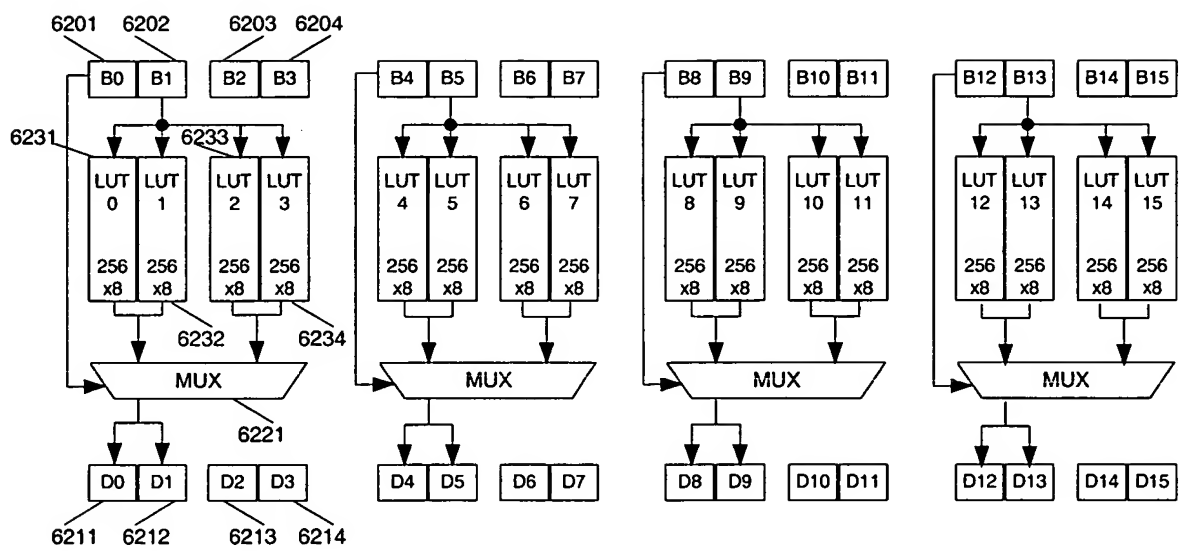 6201 6202 6203 6204
B0 B1 B2 B3 B4 B5 B6 B7 B8 B9 B10 B11 B12 B13 B14 B15
6231 6233
LUT LUT LUT LUT LUT LUT LUT LUT LUT LUT LUT LUT LUT LUT LUT LUT
0 1 2 3 4 5 6 7 8 9 10 11 12 13 14 15
256 256 256 256 256 256 256 256 256 256 256 256 256 256 256 256
x8 x8 x8 x8 x8 x8 x8 x8 x8 x8 x8 x8 x8 x8 x8 x8
6232 6234
MUX MUX MUX MUX
6221
D0 D1 D2 D3 D4 D5 D6 D7 D8 D9 D10 D11 D12 D13 D14 D15
6211 6212 6213 6214